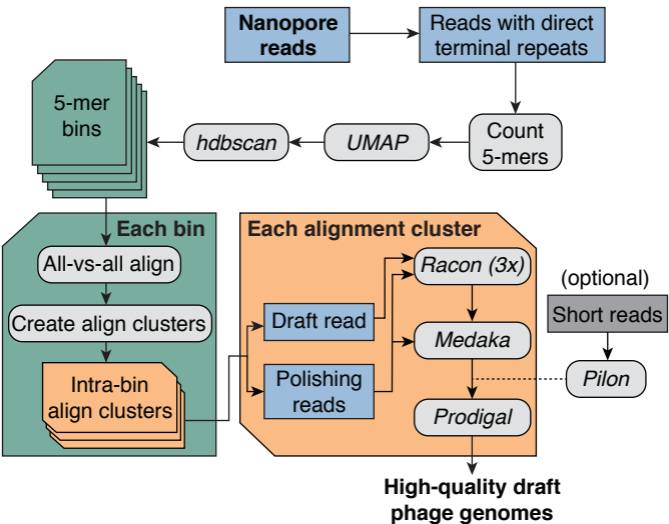 Nanopore
reads
Reads with direct
terminal repeats
5-mer
bins
hdbscan
UMAP
Count
5-mers
Each bin
All-vs-all align
Create align clusters
Intra-bin
align clusters
Each alignment cluster
Draft read
Polishing
reads
Racon (3x)
Medaka
Prodigal
(optional)
Short reads
Pilon
High-quality draft
phage genomes